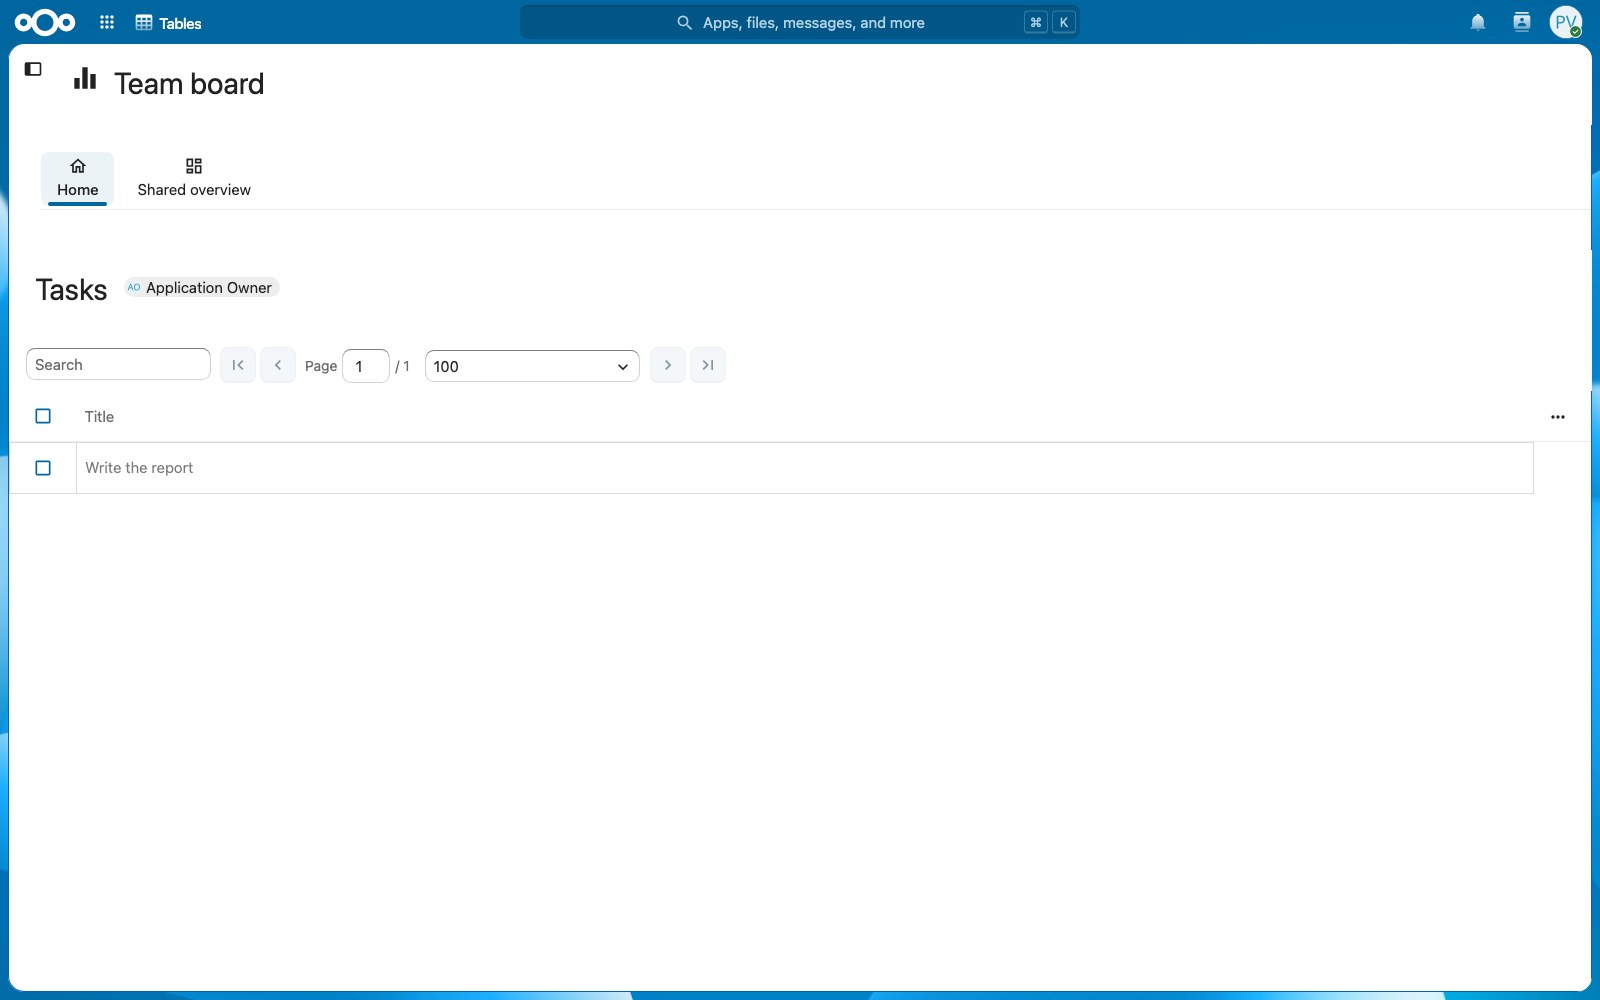 Tables
Apps, files, messages, and more
⌘ K
PV
Team board
Home
Shared overview
Tasks
AO Application Owner
Search
Page 1 / 1
100
Title
Write the report